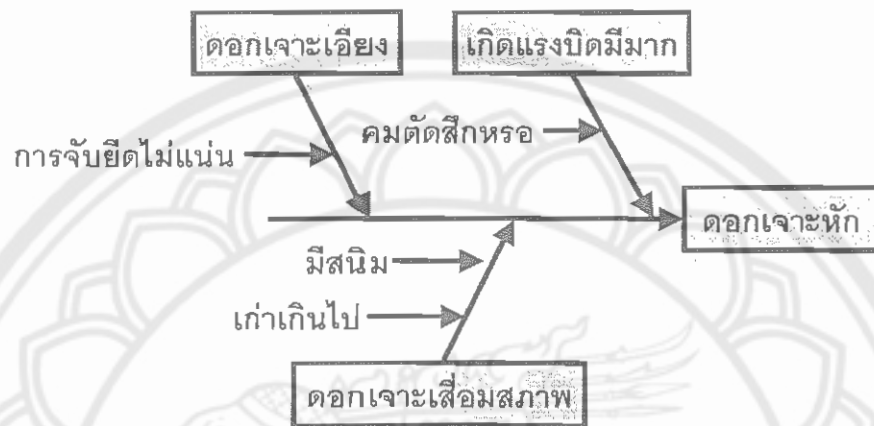 ดอกเจาะเอียง
เกิดแรงบิดมีมาก
คมตัดสึกหรอ
การจับยึดไม่แน่น
ดอกเจาะหัก
มีสนิม
เก่าเกินไป
ดอกเจาะเสื่อมสภาพ